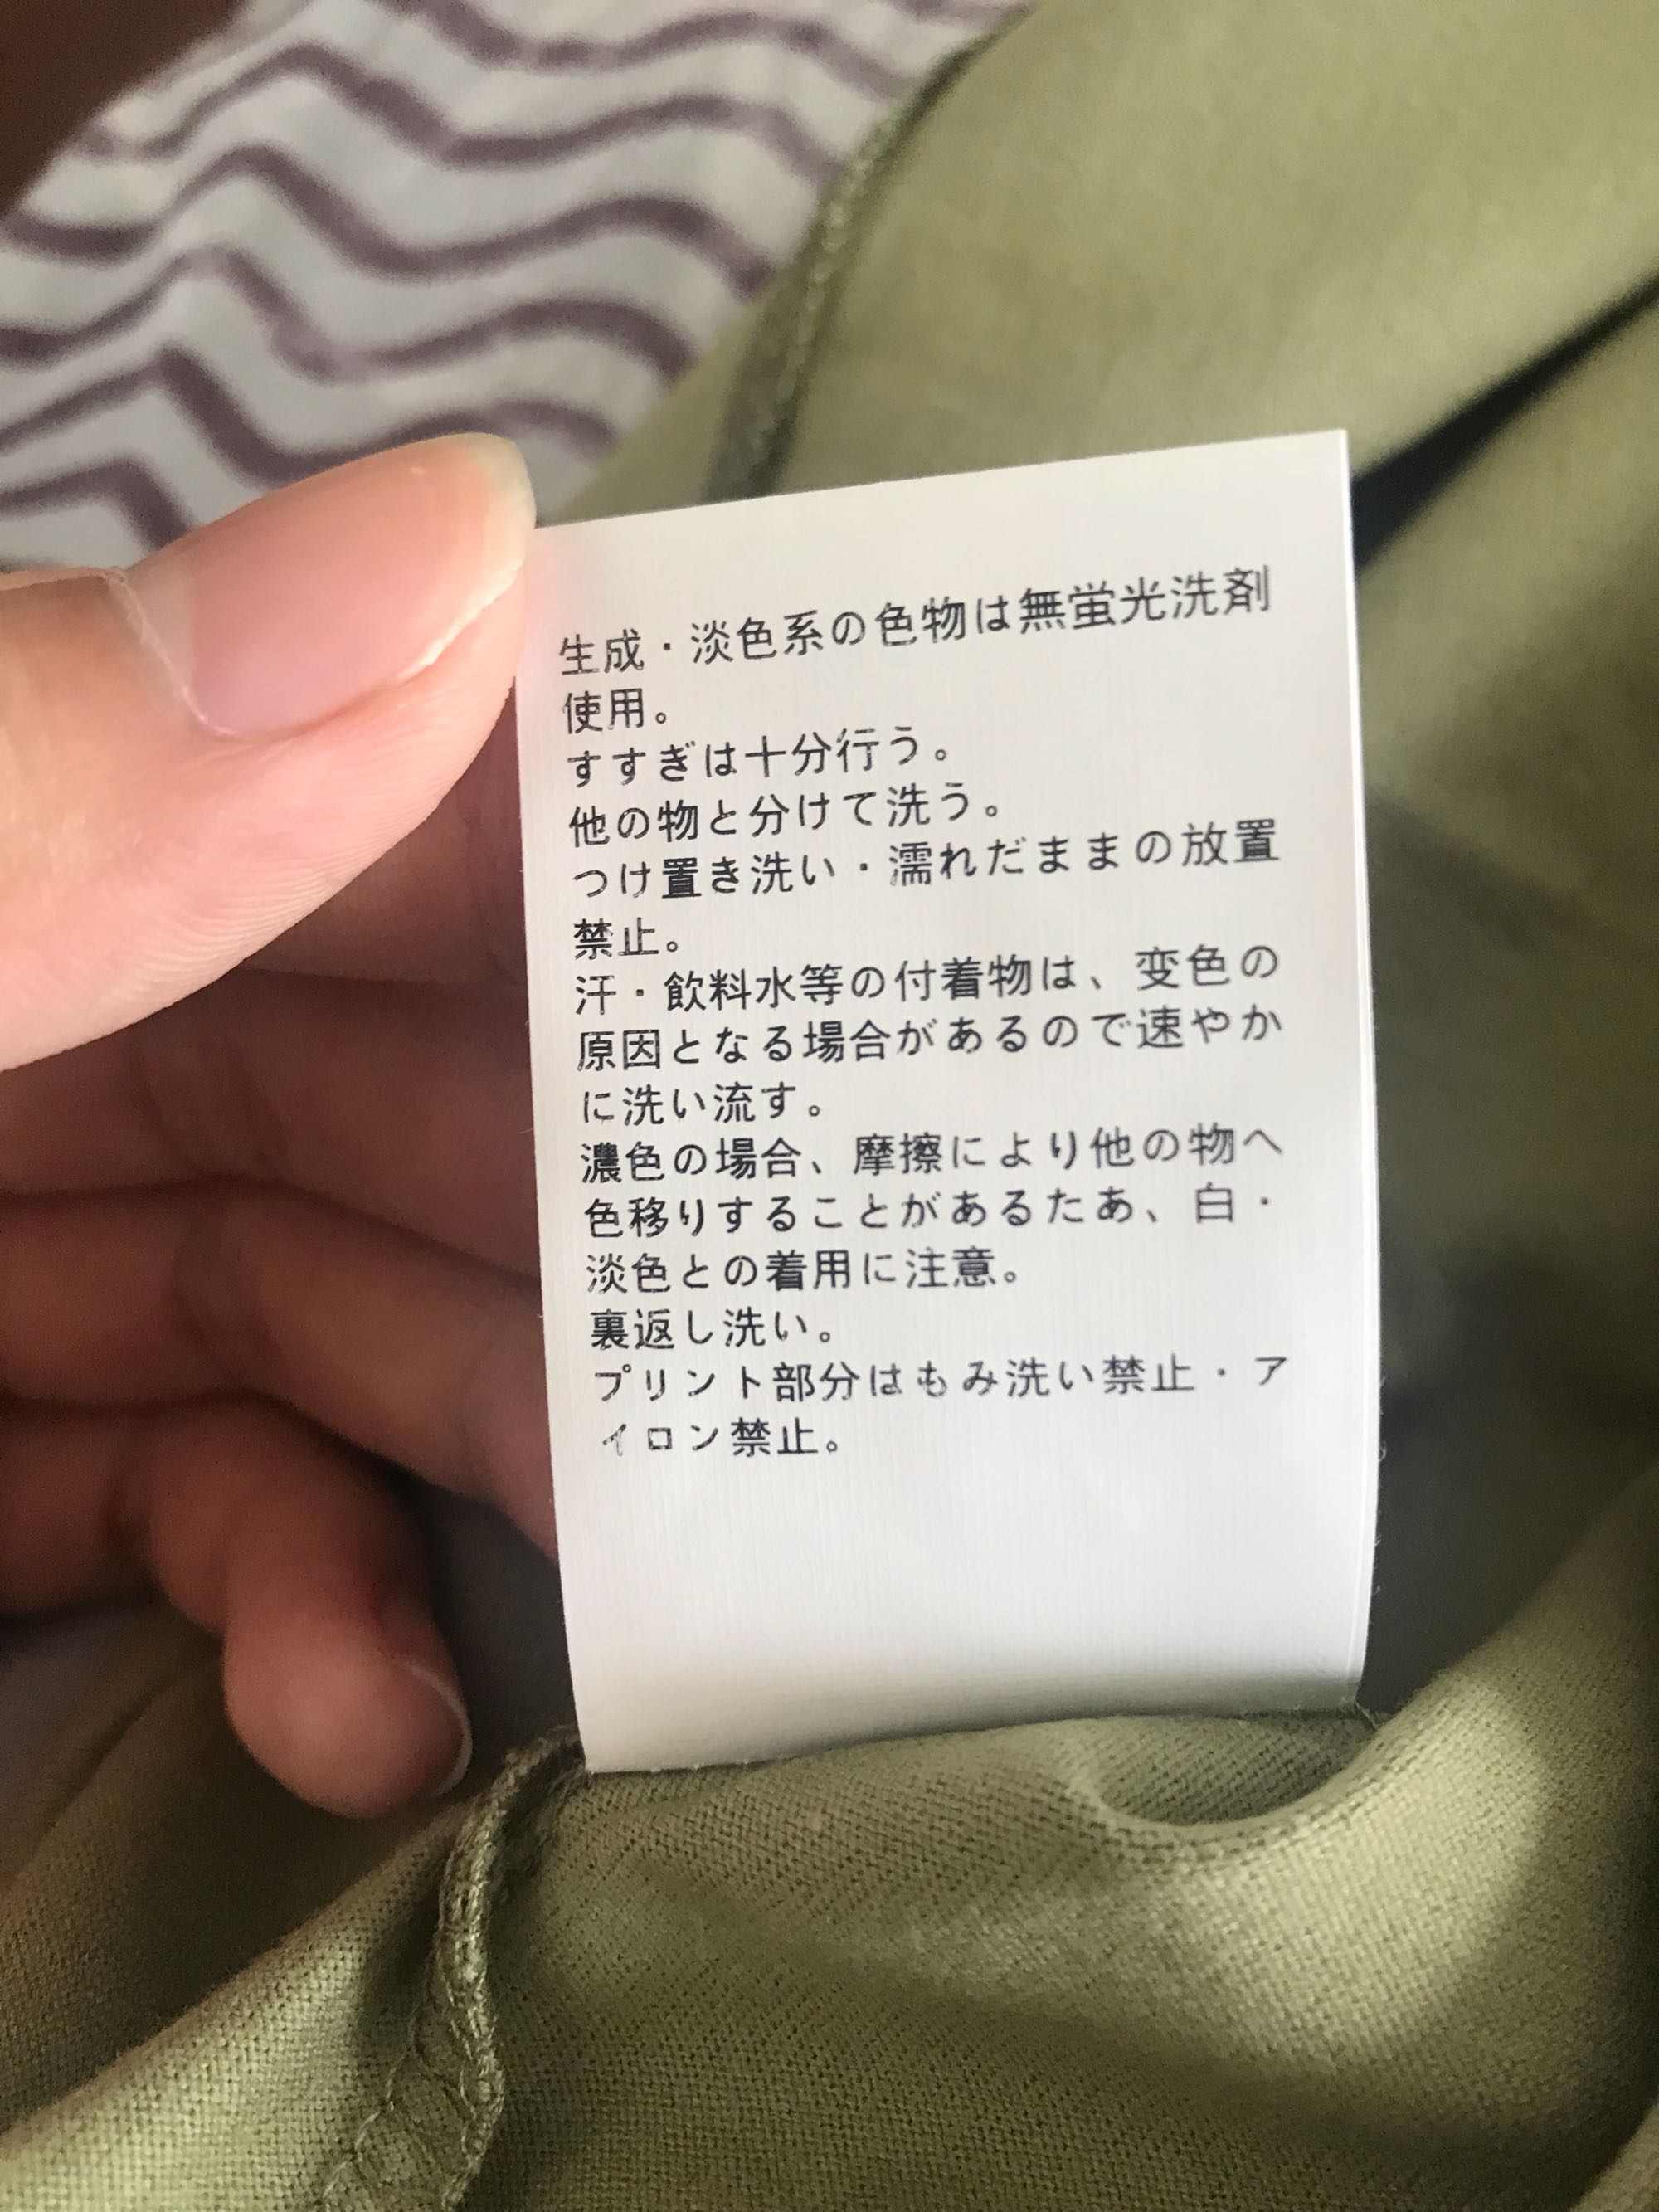 生成・淡色系の色物は無蛍光洗剤
使用。
すすぎは十分行う。
他の物と分けて洗う。
つけ置き洗い・濡れだままの放置
禁止。
汗・飲料水等の付着物は、変色の
原因となる場合があるので速やか
に洗い流す。
濃色の場合、摩擦により他の物へ
色移りすることがあるたあ、白・
淡色との着用に注意。
裏返し洗い。
プリント部分はもみ洗い禁止・ア
イロン禁止。